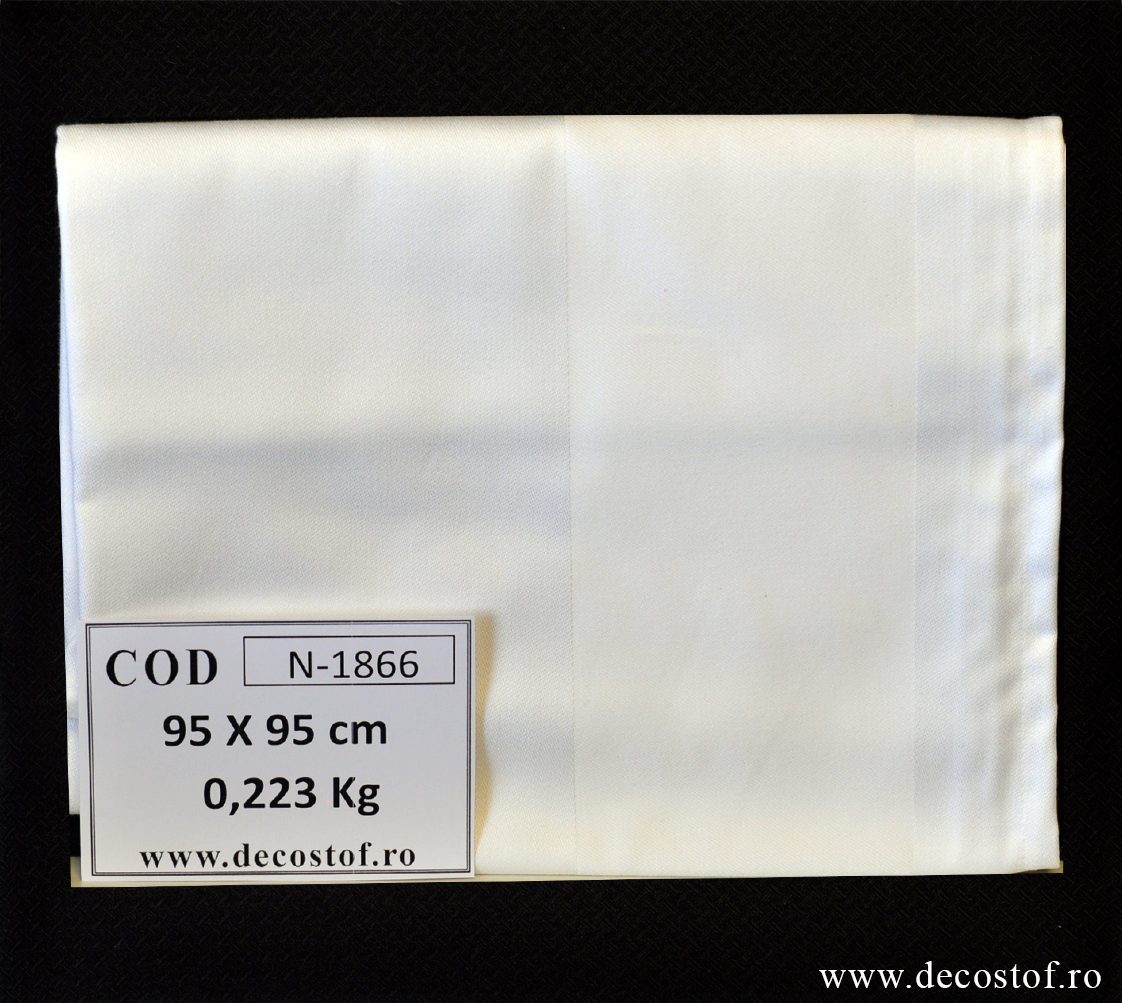 COD N-1866
95 X 95 cm
0,223 Kg
www.decostof.ro
www.decostof.ro